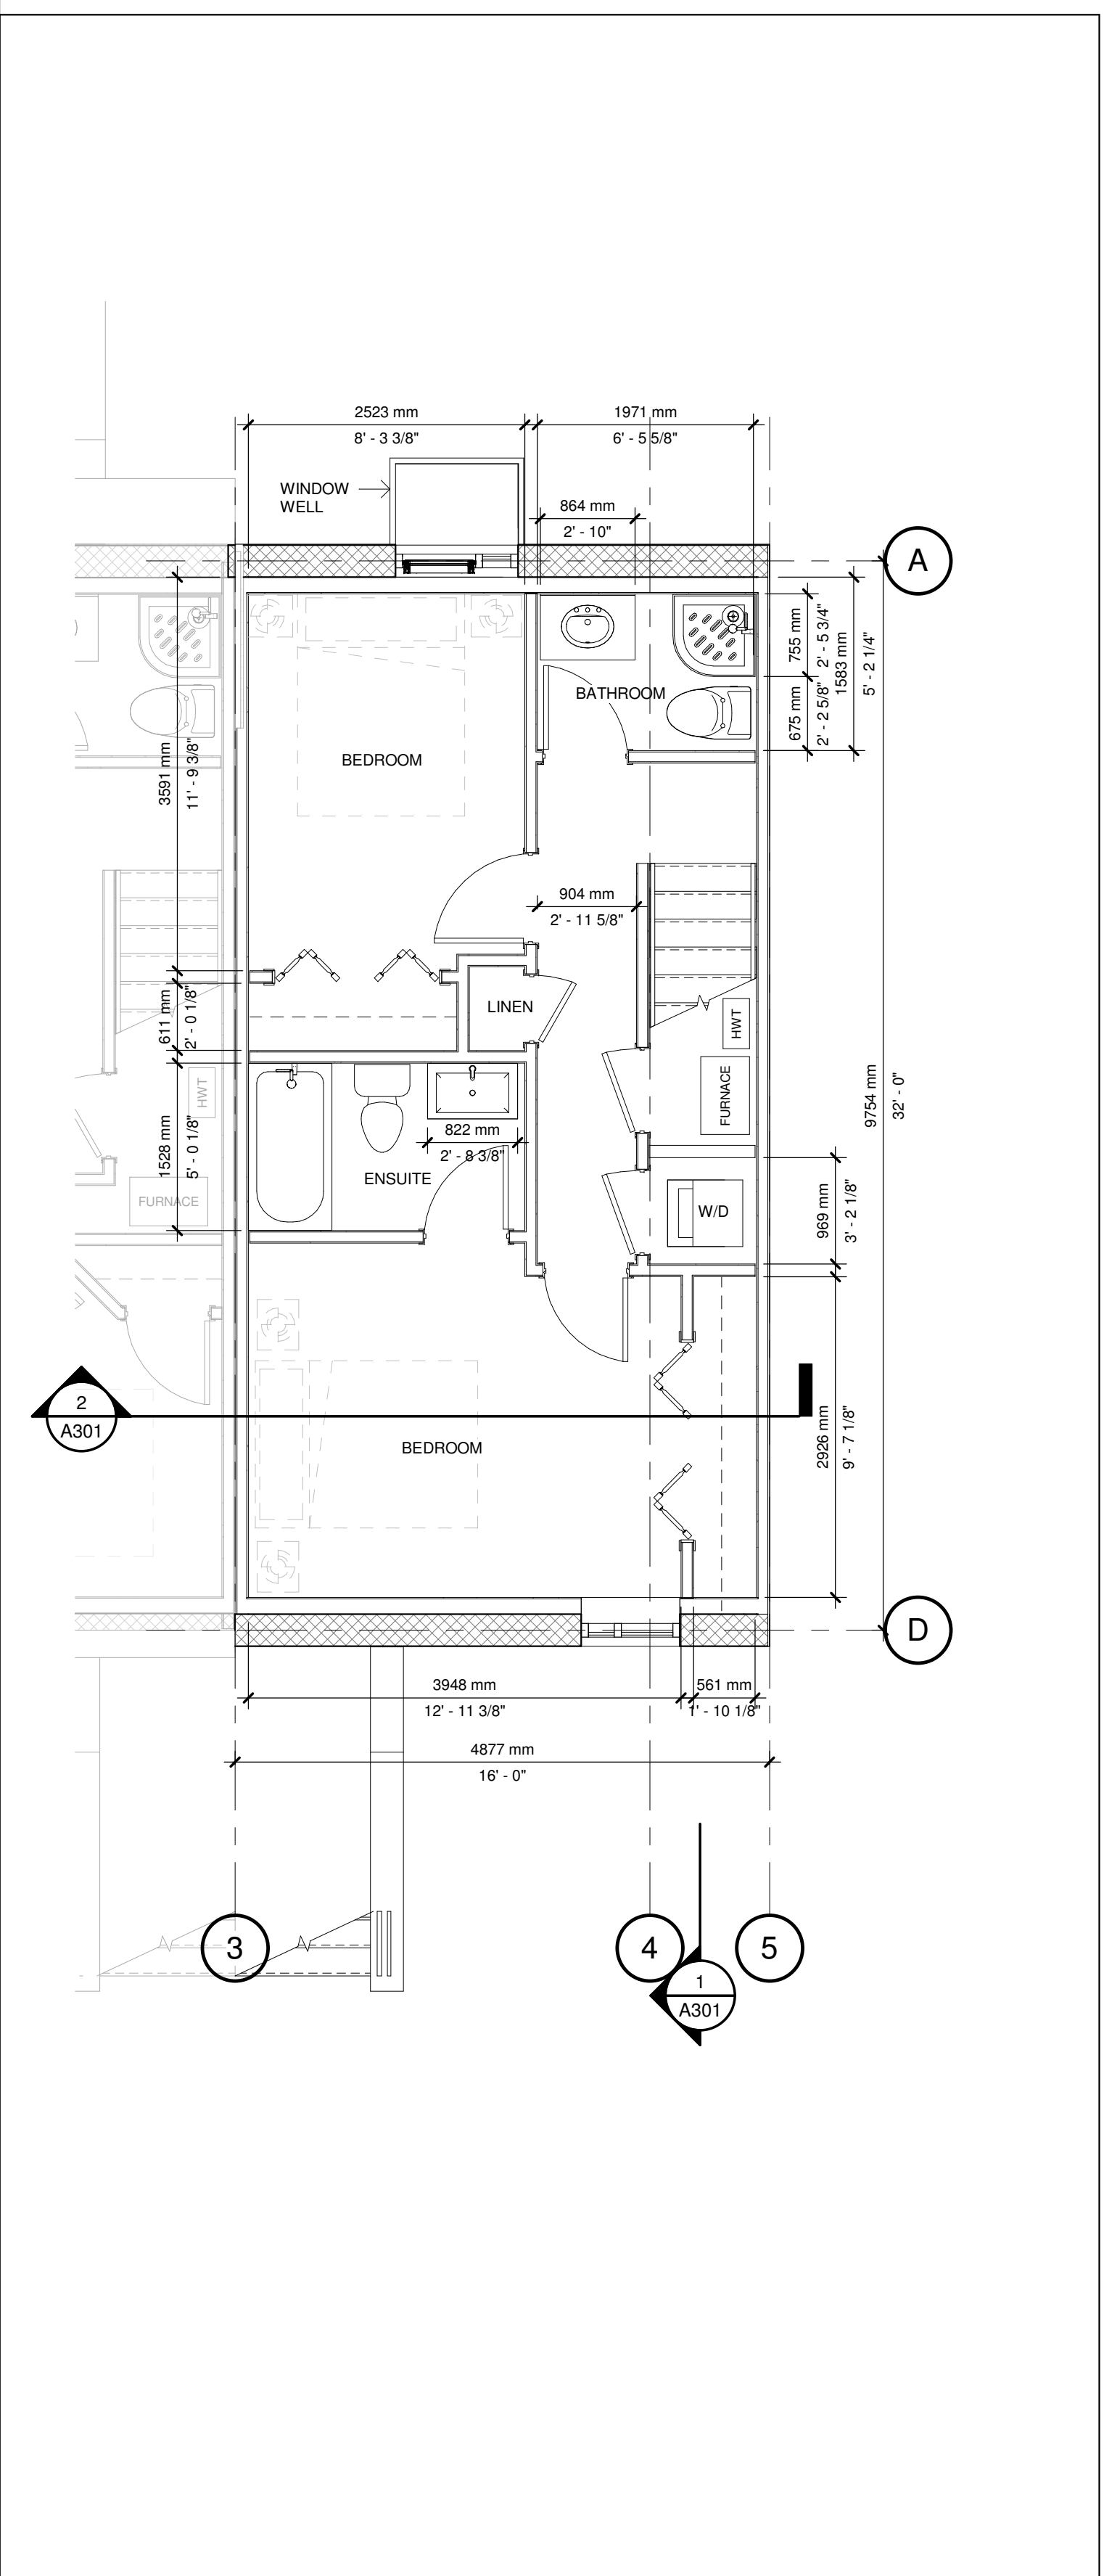 2523 mm
8' - 3 3/8"
1971 mm
6' - 5 5/8"
WINDOW
WELL
864 mm
2' - 10"
A
755 mm
2' - 5 3/4"
675 mm
2' - 2 5/8"
1583 mm
5' - 2 1/4"
BATHROOM
BEDROOM
3591 mm
11' - 9 3/8"
904 mm
2' - 11 5/8"
LINEN
611 mm
2' - 0 1/8"
HWT
FURNACE
HWT
FURNACE
9754 mm
32' - 0"
822 mm
2' - 8 3/8"
ENSUITE
1528 mm
5' - 0 1/8"
W/D
969 mm
3' - 2 1/8"
2
A301
BEDROOM
2926 mm
9' - 7 1/8"
D
3948 mm
12' - 11 3/8"
561 mm
1' - 10 1/8"
4877 mm
16' - 0"
3
4
5
1
A301